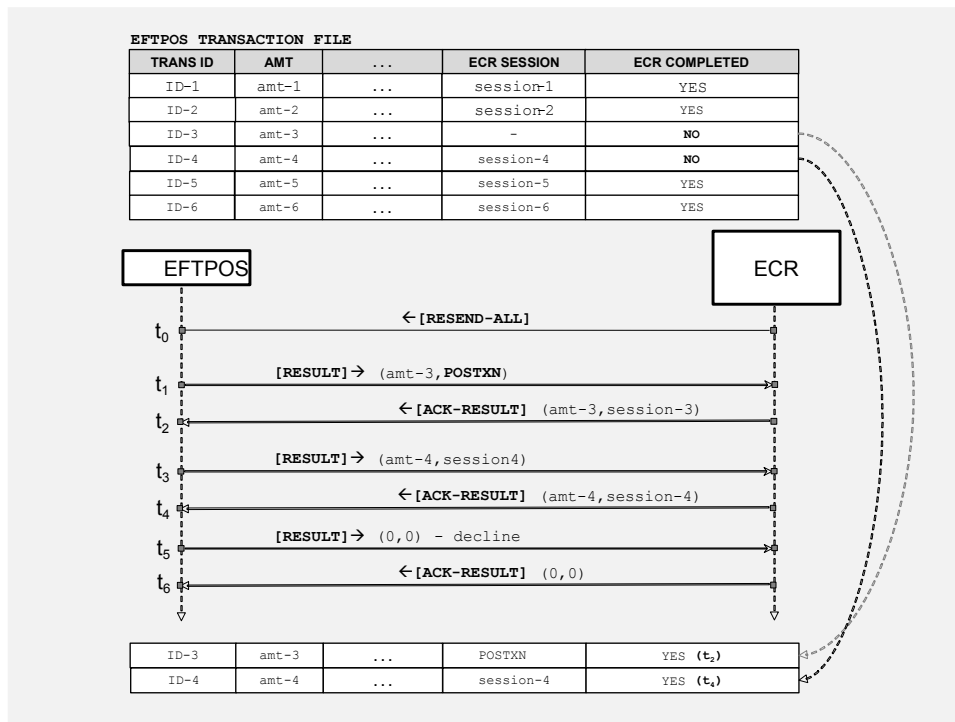 EFTPOS TRANSACTION FILE
TRANS ID AMT ... ECR SESSION ECR COMPLETED
ID-1 amt-1 ... session-1 YES
ID-2 amt-2 ... session-2 YES
ID-3 amt-3 ... - NO
ID-4 amt-4 ... session-4 NO
ID-5 amt-5 ... session-5 YES
ID-6 amt-6 ... session-6 YES
EFTPOS ECR
t0 ←[RESEND-ALL]
t1 [RESULT]→ (amt-3,POSTXN)
t2 ←[ACK-RESULT] (amt-3,session-3)
t3 [RESULT]→ (amt-4,session4)
t4 ←[ACK-RESULT] (amt-4,session-4)
t5 [RESULT]→ (0,0) - decline
t6 ←[ACK-RESULT] (0,0)
ID-3 amt-3 ... POSTXN YES (t2)
ID-4 amt-4 ... session-4 YES (t4)